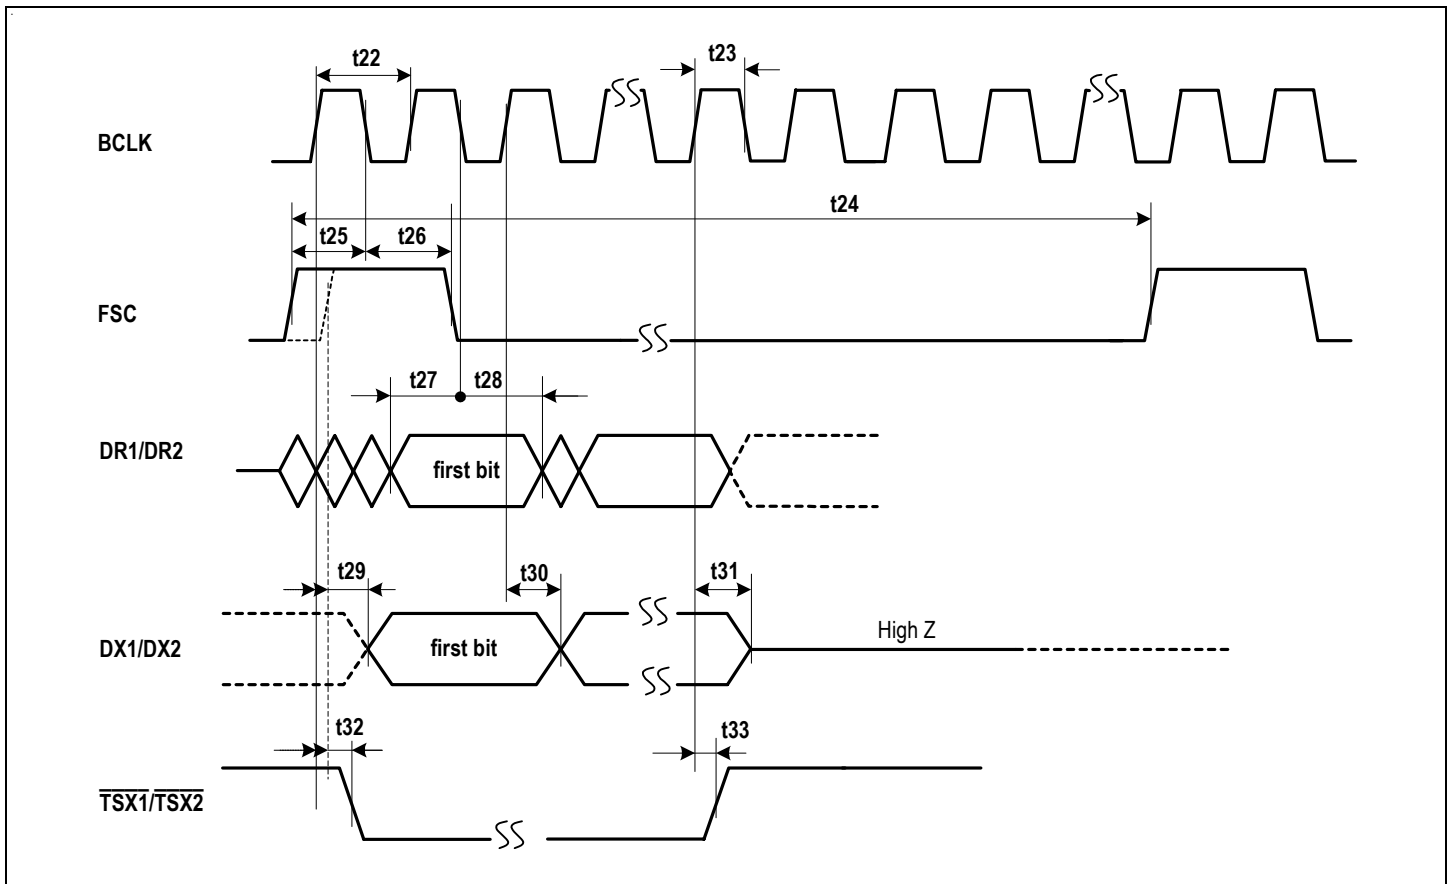 t22
t23
BCLK
t24
t25 t26
FSC
t27 t28
DR1/DR2
first bit
t29 t30 t31
High Z
DX1/DX2
first bit
t32 t33
TSX1/TSX2